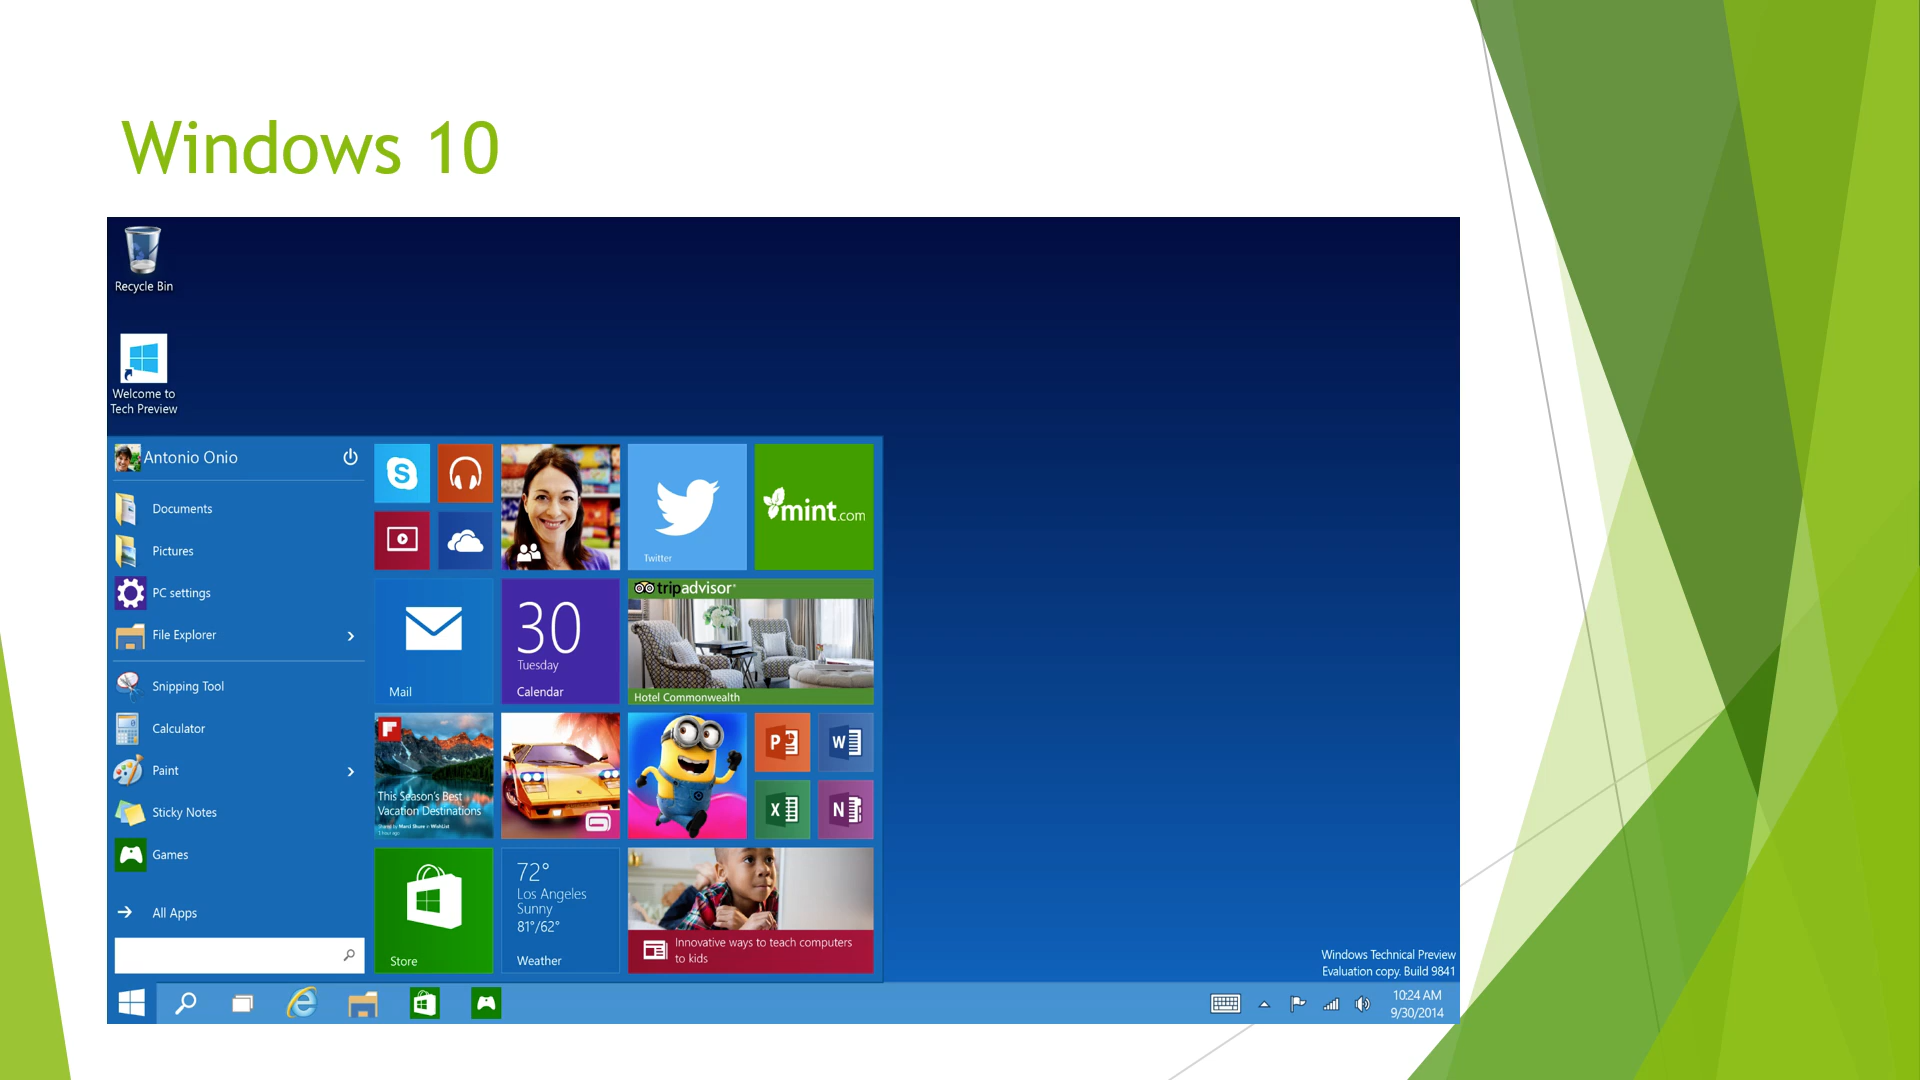 Windows 10
Recycle Bin
Welcome to
Tech Preview
Antonio Onio
Documents
Pictures
PC settings
File Explorer
Snipping Tool
Calculator
Paint
Sticky Notes
Games
All Apps
Twitter
mint.com
Mail
30
Tuesday
Calendar
tripadvisor
Hotel Commonwealth
This Season's Best
Vacation Destinations
P
W
X
N
Store
72°
Los Angeles
Sunny
81°/62°
Weather
Innovative ways to teach computers
to kids
Windows Technical Preview
Evaluation copy. Build 9841
10:24 AM
9/30/2014